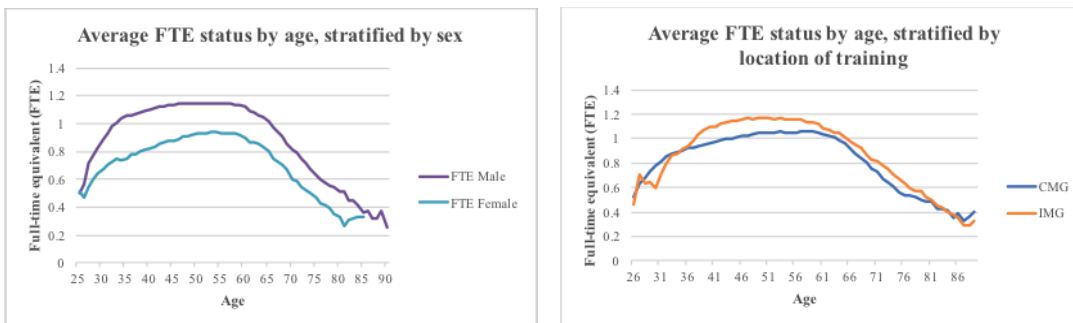 Average FTE status by age, stratified by sex
Full-time equivalent (FTE)
1.4
1.2
1
0.8
0.6
0.4
0.2
0
25 30 35 40 45 50 55 60 65 70 75 80 85 90
Age
FTE Male
FTE Female
Average FTE status by age, stratified by
location of training
Full-time equivalent (FTE)
1.4
1.2
1
0.8
0.6
0.4
0.2
0
26 31 36 41 46 51 56 61 66 71 76 81 86
Age
CMG
IMG